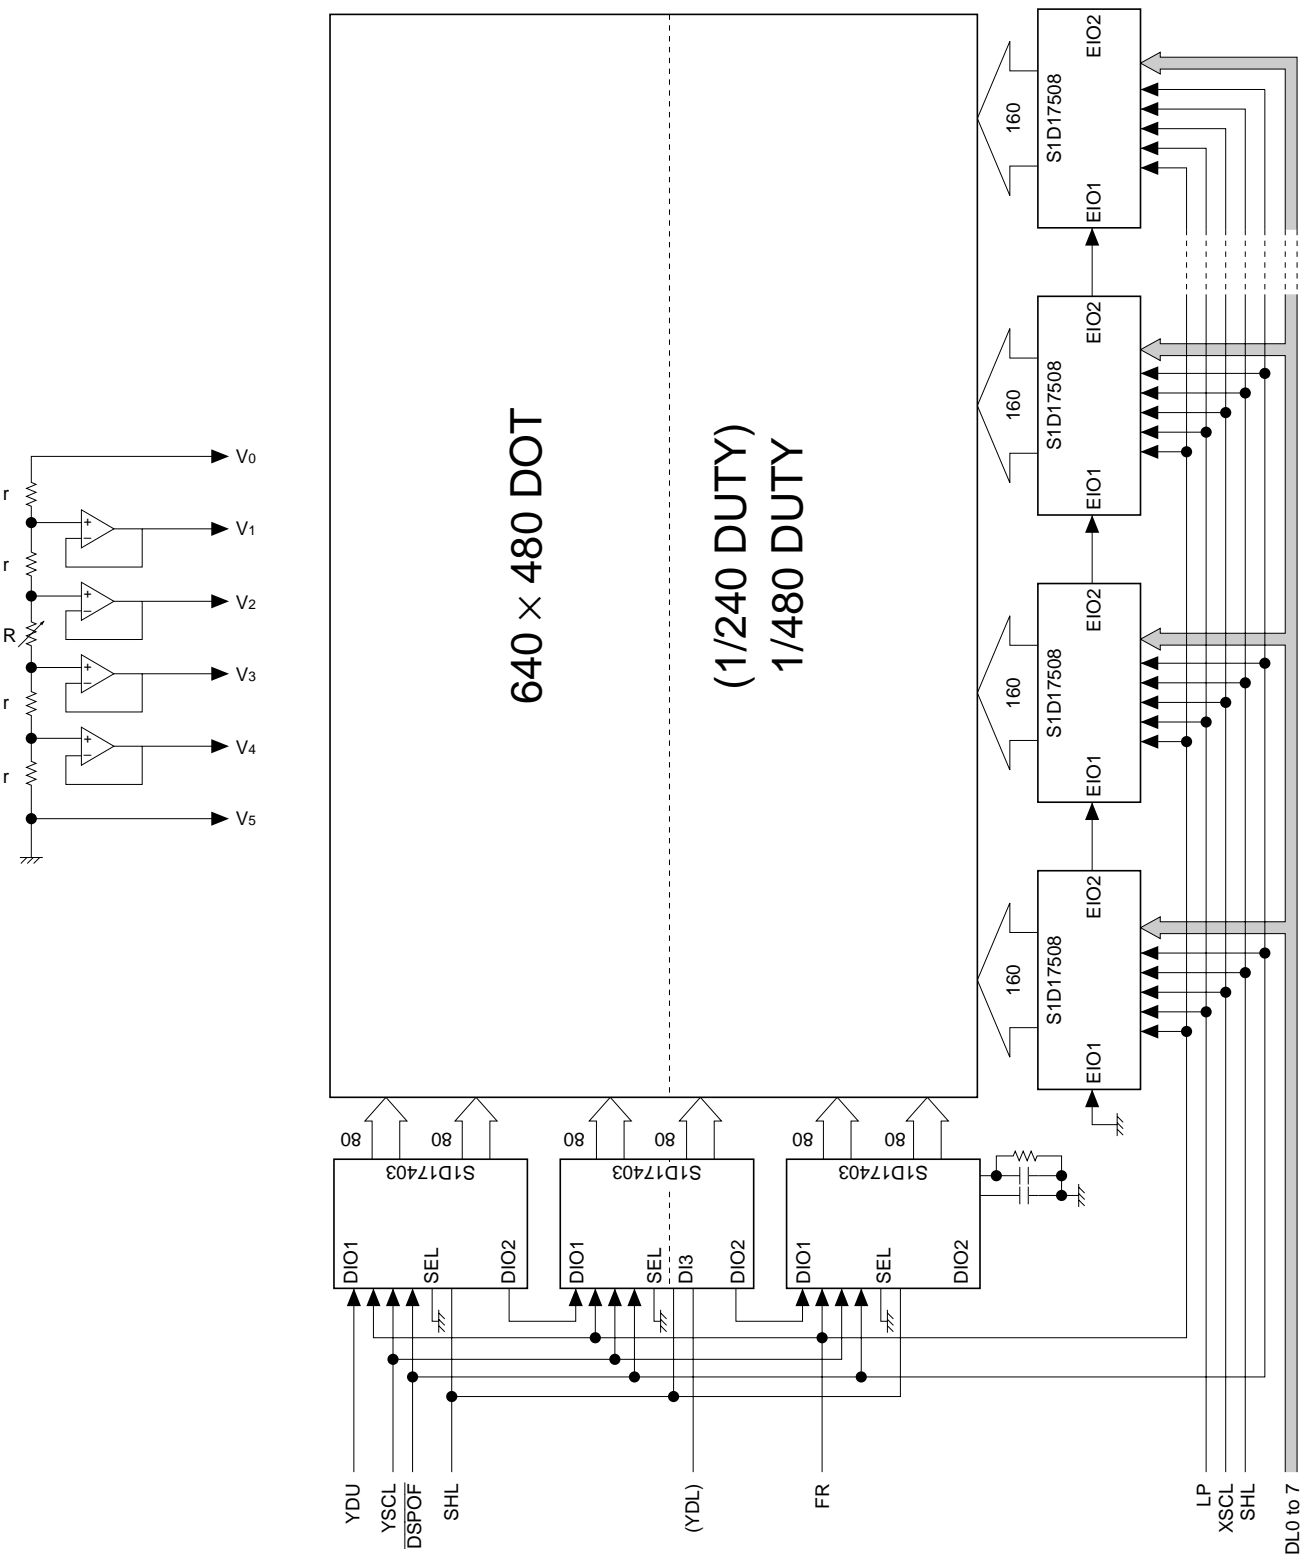 V0
r
V1
r
V2
R
V3
r
V4
r
V5
+
−
+
−
+
−
+
−
640 × 480 DOT
(1/240 DUTY)
1/480 DUTY
EIO2
S1D17508
160
EIO1
EIO2
S1D17508
160
EIO1
EIO2
S1D17508
160
EIO1
EIO2
S1D17508
160
EIO1
80
80
S1D17403
DIO1
SEL
DIO2
80
80
S1D17403
DIO1
SEL
DI3
DIO2
80
80
S1D17403
DIO1
SEL
DIO2
YDU
YSCL
DSPOF
SHL
(YDL)
FR
LP
XSCL
SHL
DL0 to 7